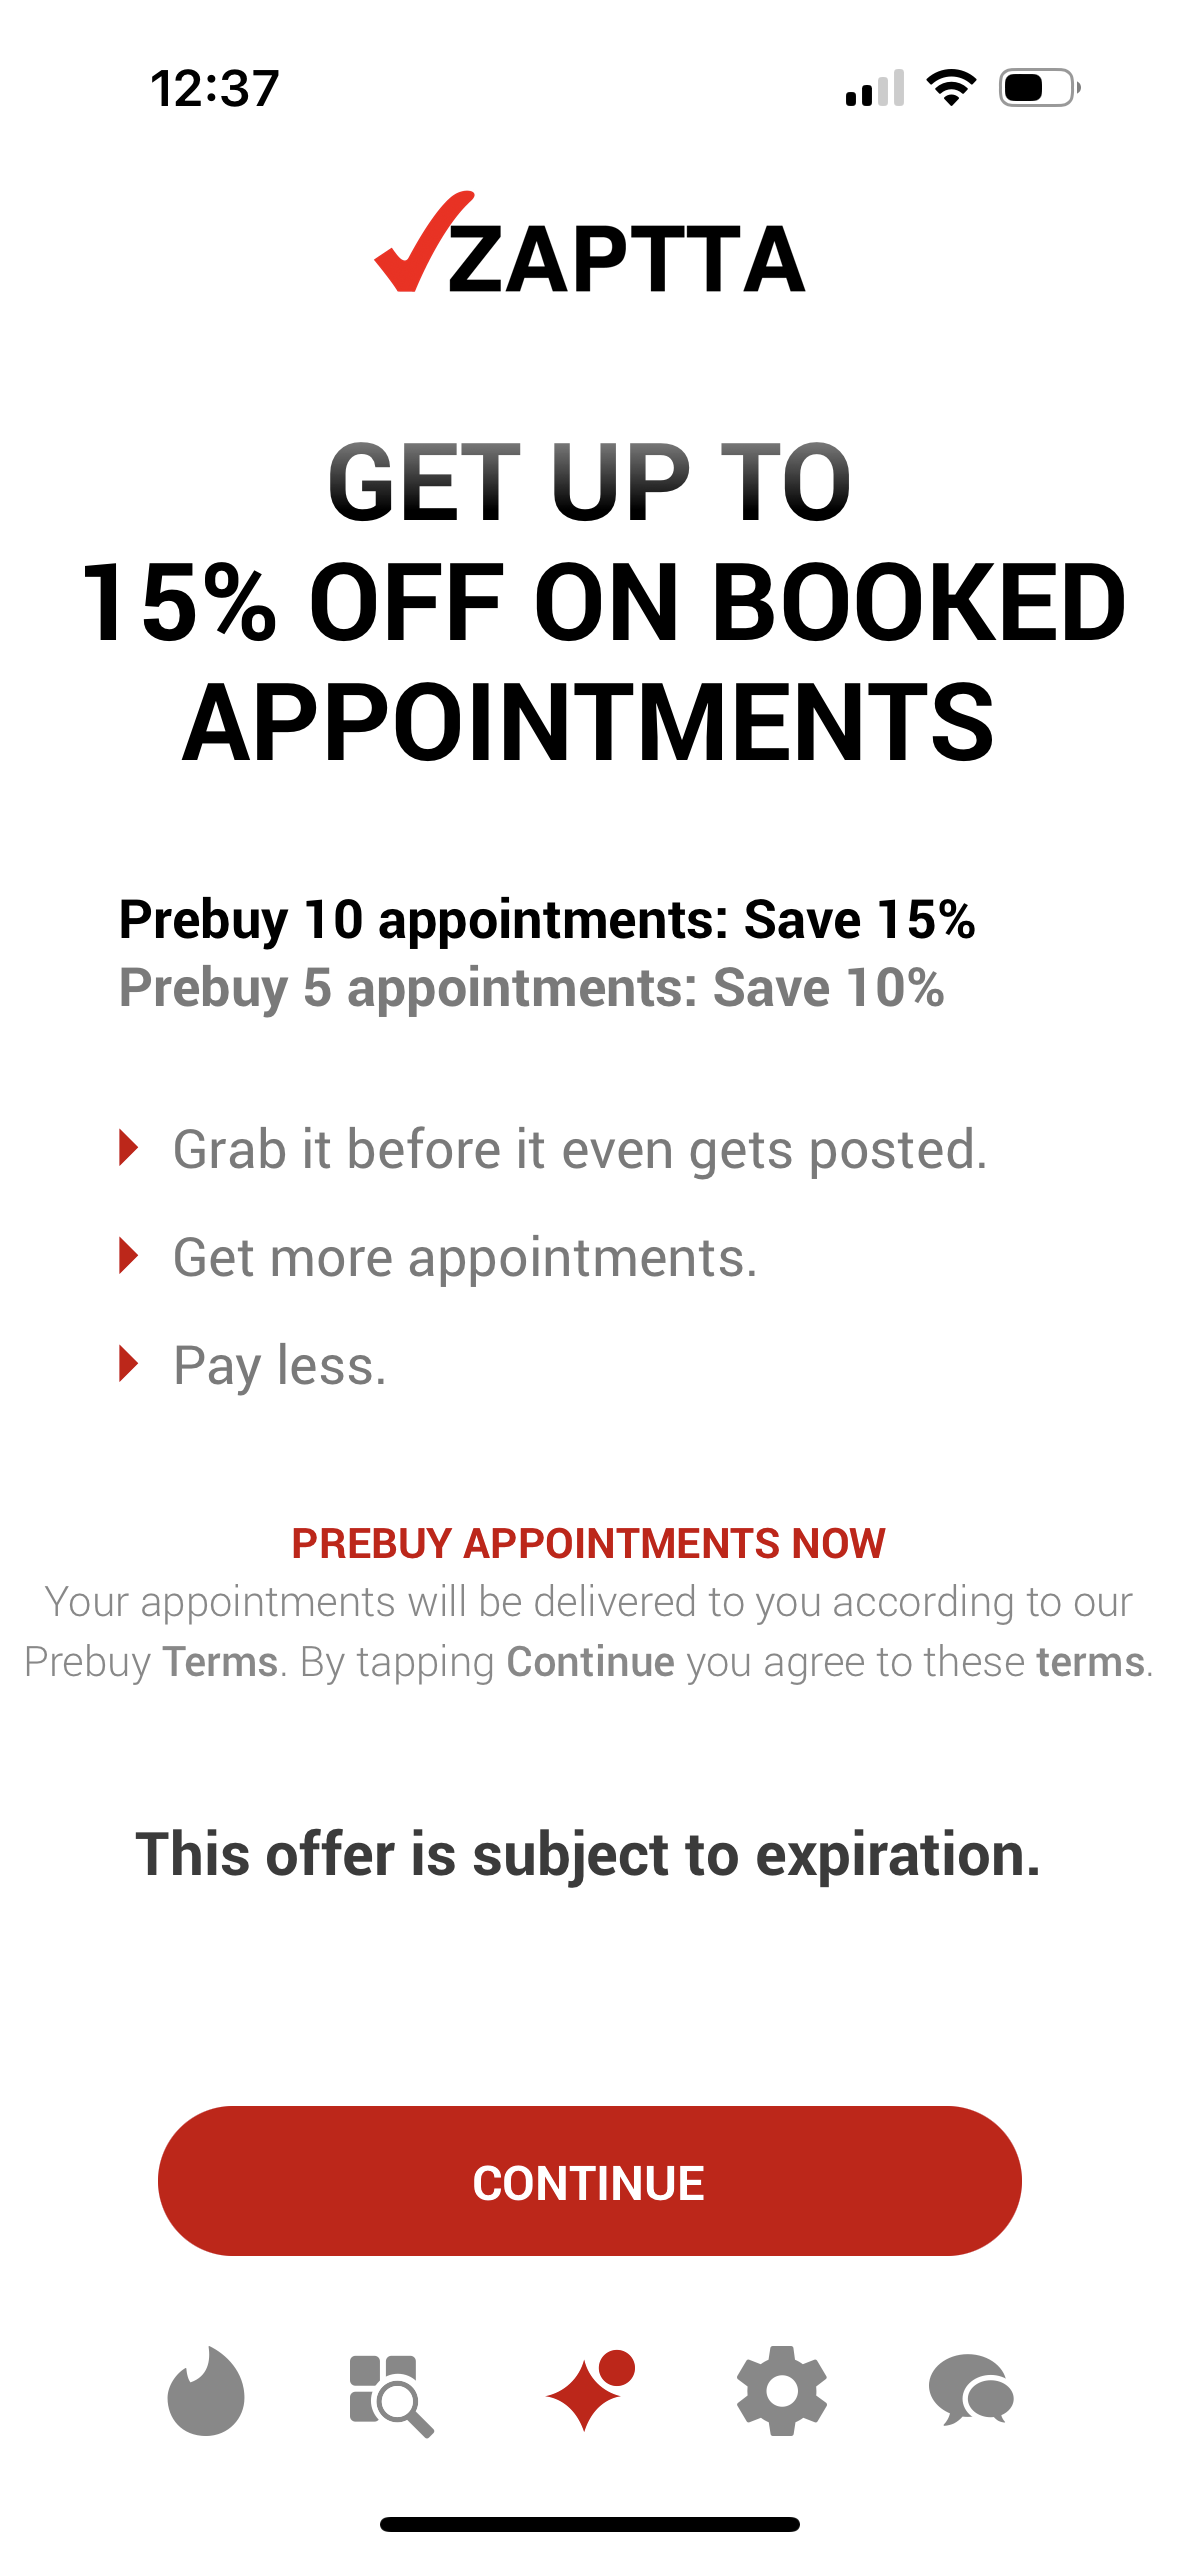 12:37
ZAPTTA
GET UP TO
15% OFF ON BOOKED
APPOINTMENTS
Prebuy 10 appointments: Save 15%
Prebuy 5 appointments: Save 10%
Grab it before it even gets posted.
Get more appointments.
Pay less.
PREBUY APPOINTMENTS NOW
Your appointments will be delivered to you according to our
Prebuy Terms. By tapping Continue you agree to these terms.
This offer is subject to expiration.
CONTINUE